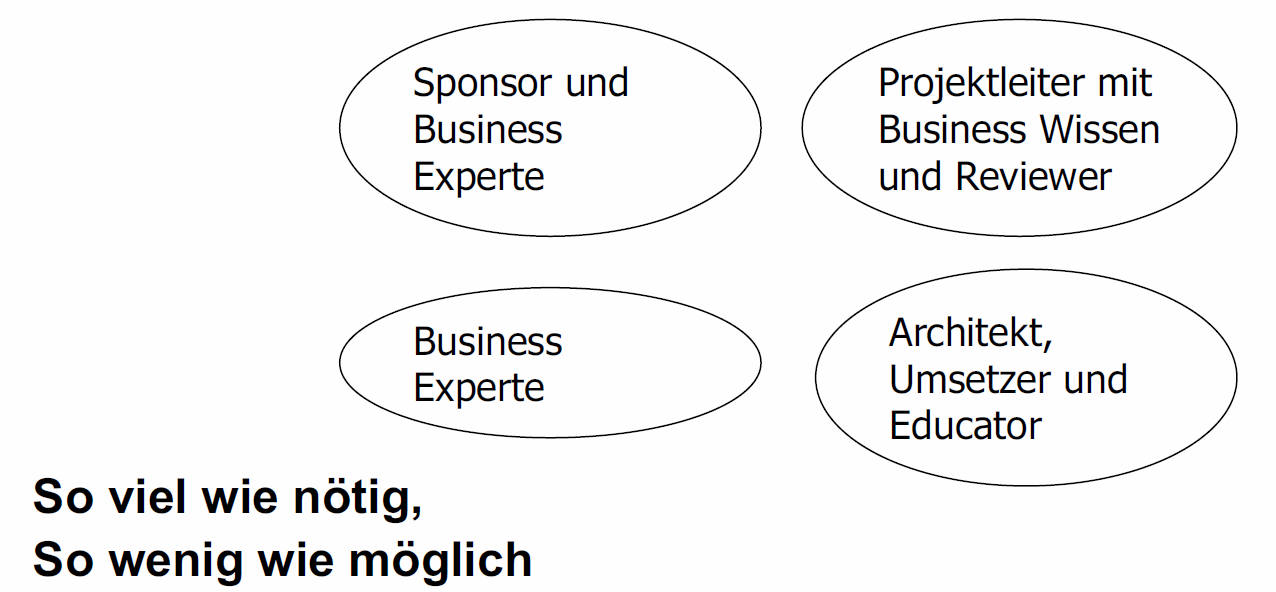 Sponsor und
Business
Experte
Projektleiter mit
Business Wissen
und Reviewer
Business
Experte
Architekt,
Umsetzer und
Educator
So viel wie nötig,
So wenig wie möglich